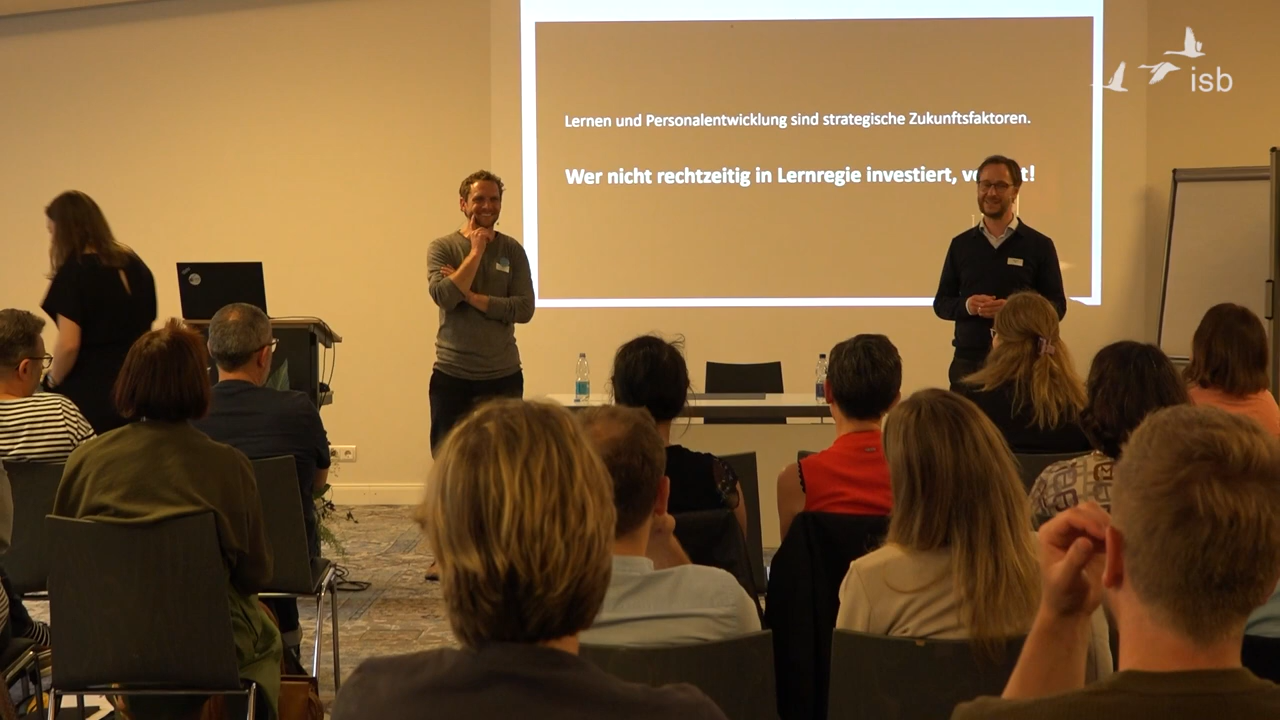 isb
Lernen und Personalentwicklung sind strategische Zukunftsfaktoren.
Wer nicht rechtzeitig in Lernregie investiert,